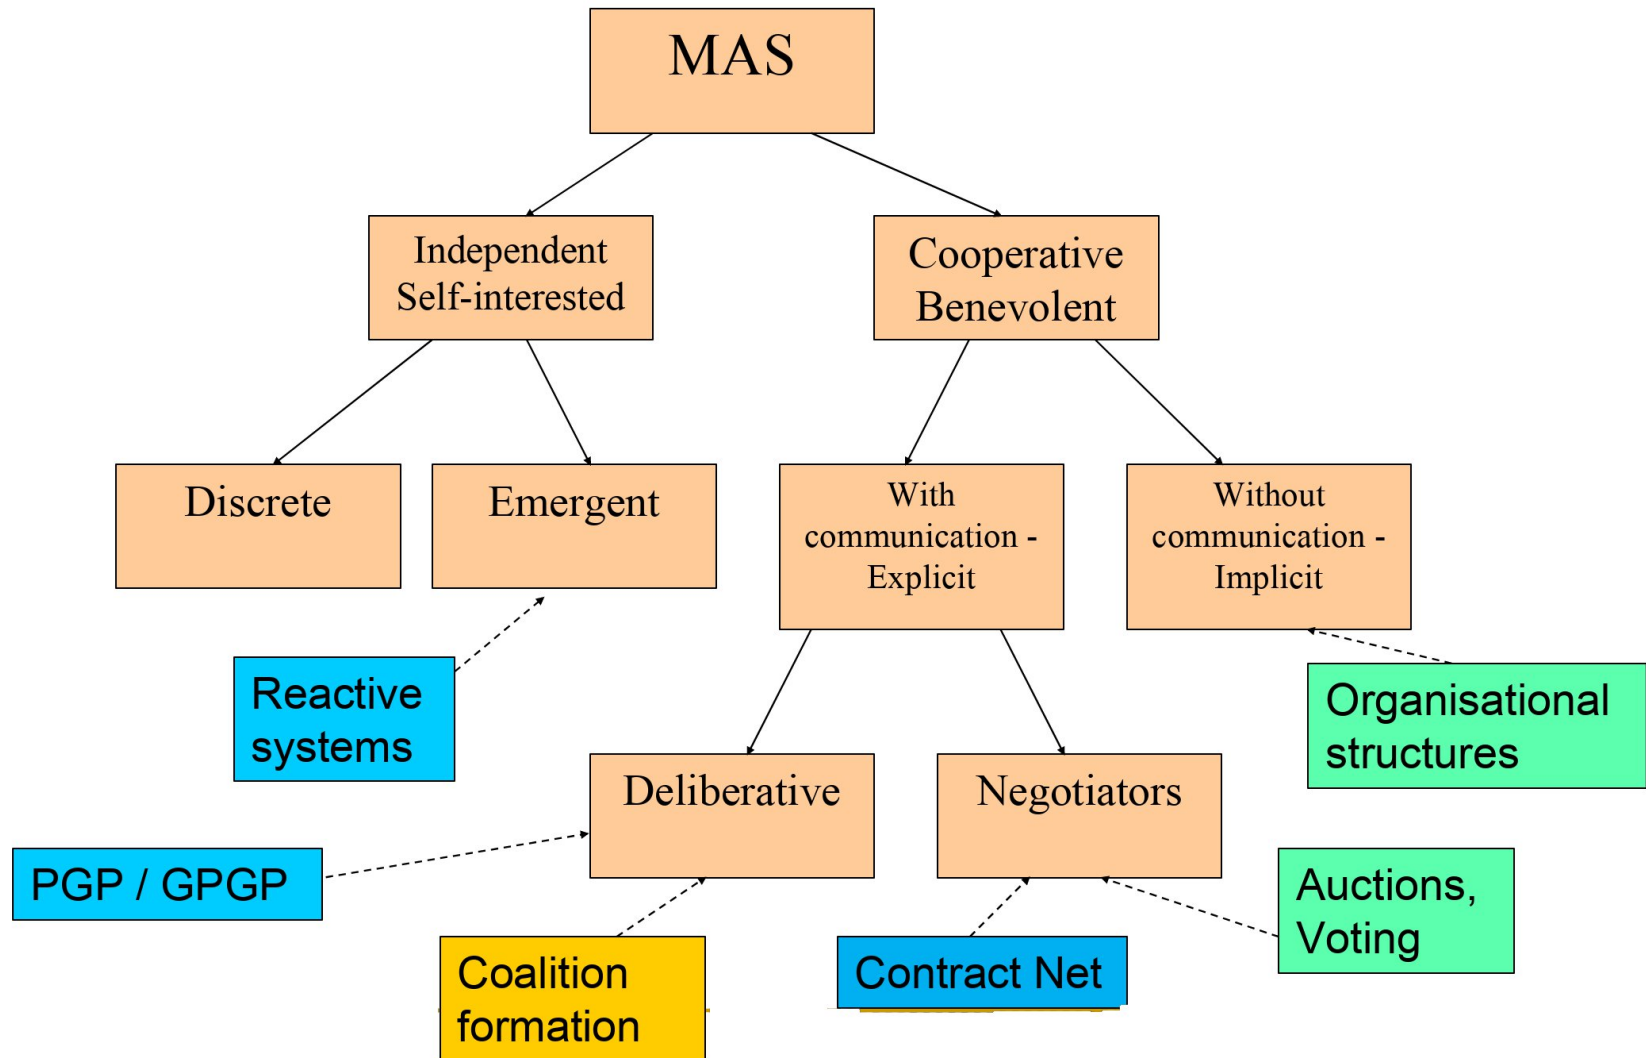 MAS
Independent
Self-interested
Cooperative
Benevolent
Discrete
Emergent
With
communication -
Explicit
Without
communication -
Implicit
Reactive
systems
Organisational
structures
Deliberative
Negotiators
PGP / GPGP
Auctions,
Voting
Coalition
formation
Contract Net